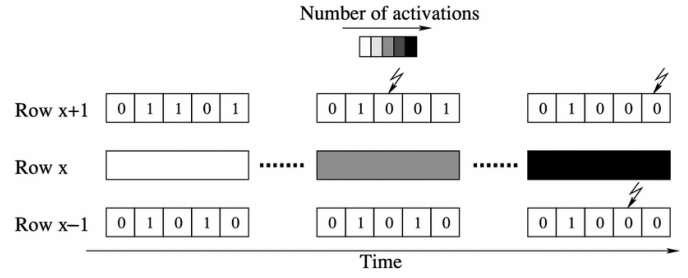 Number of activations
Row x+1 0 1 1 0 1 0 1 0 0 1 0 1 0 0 0
Row x
Row x−1 0 1 0 1 0 0 1 0 1 0 0 1 0 0 0
Time